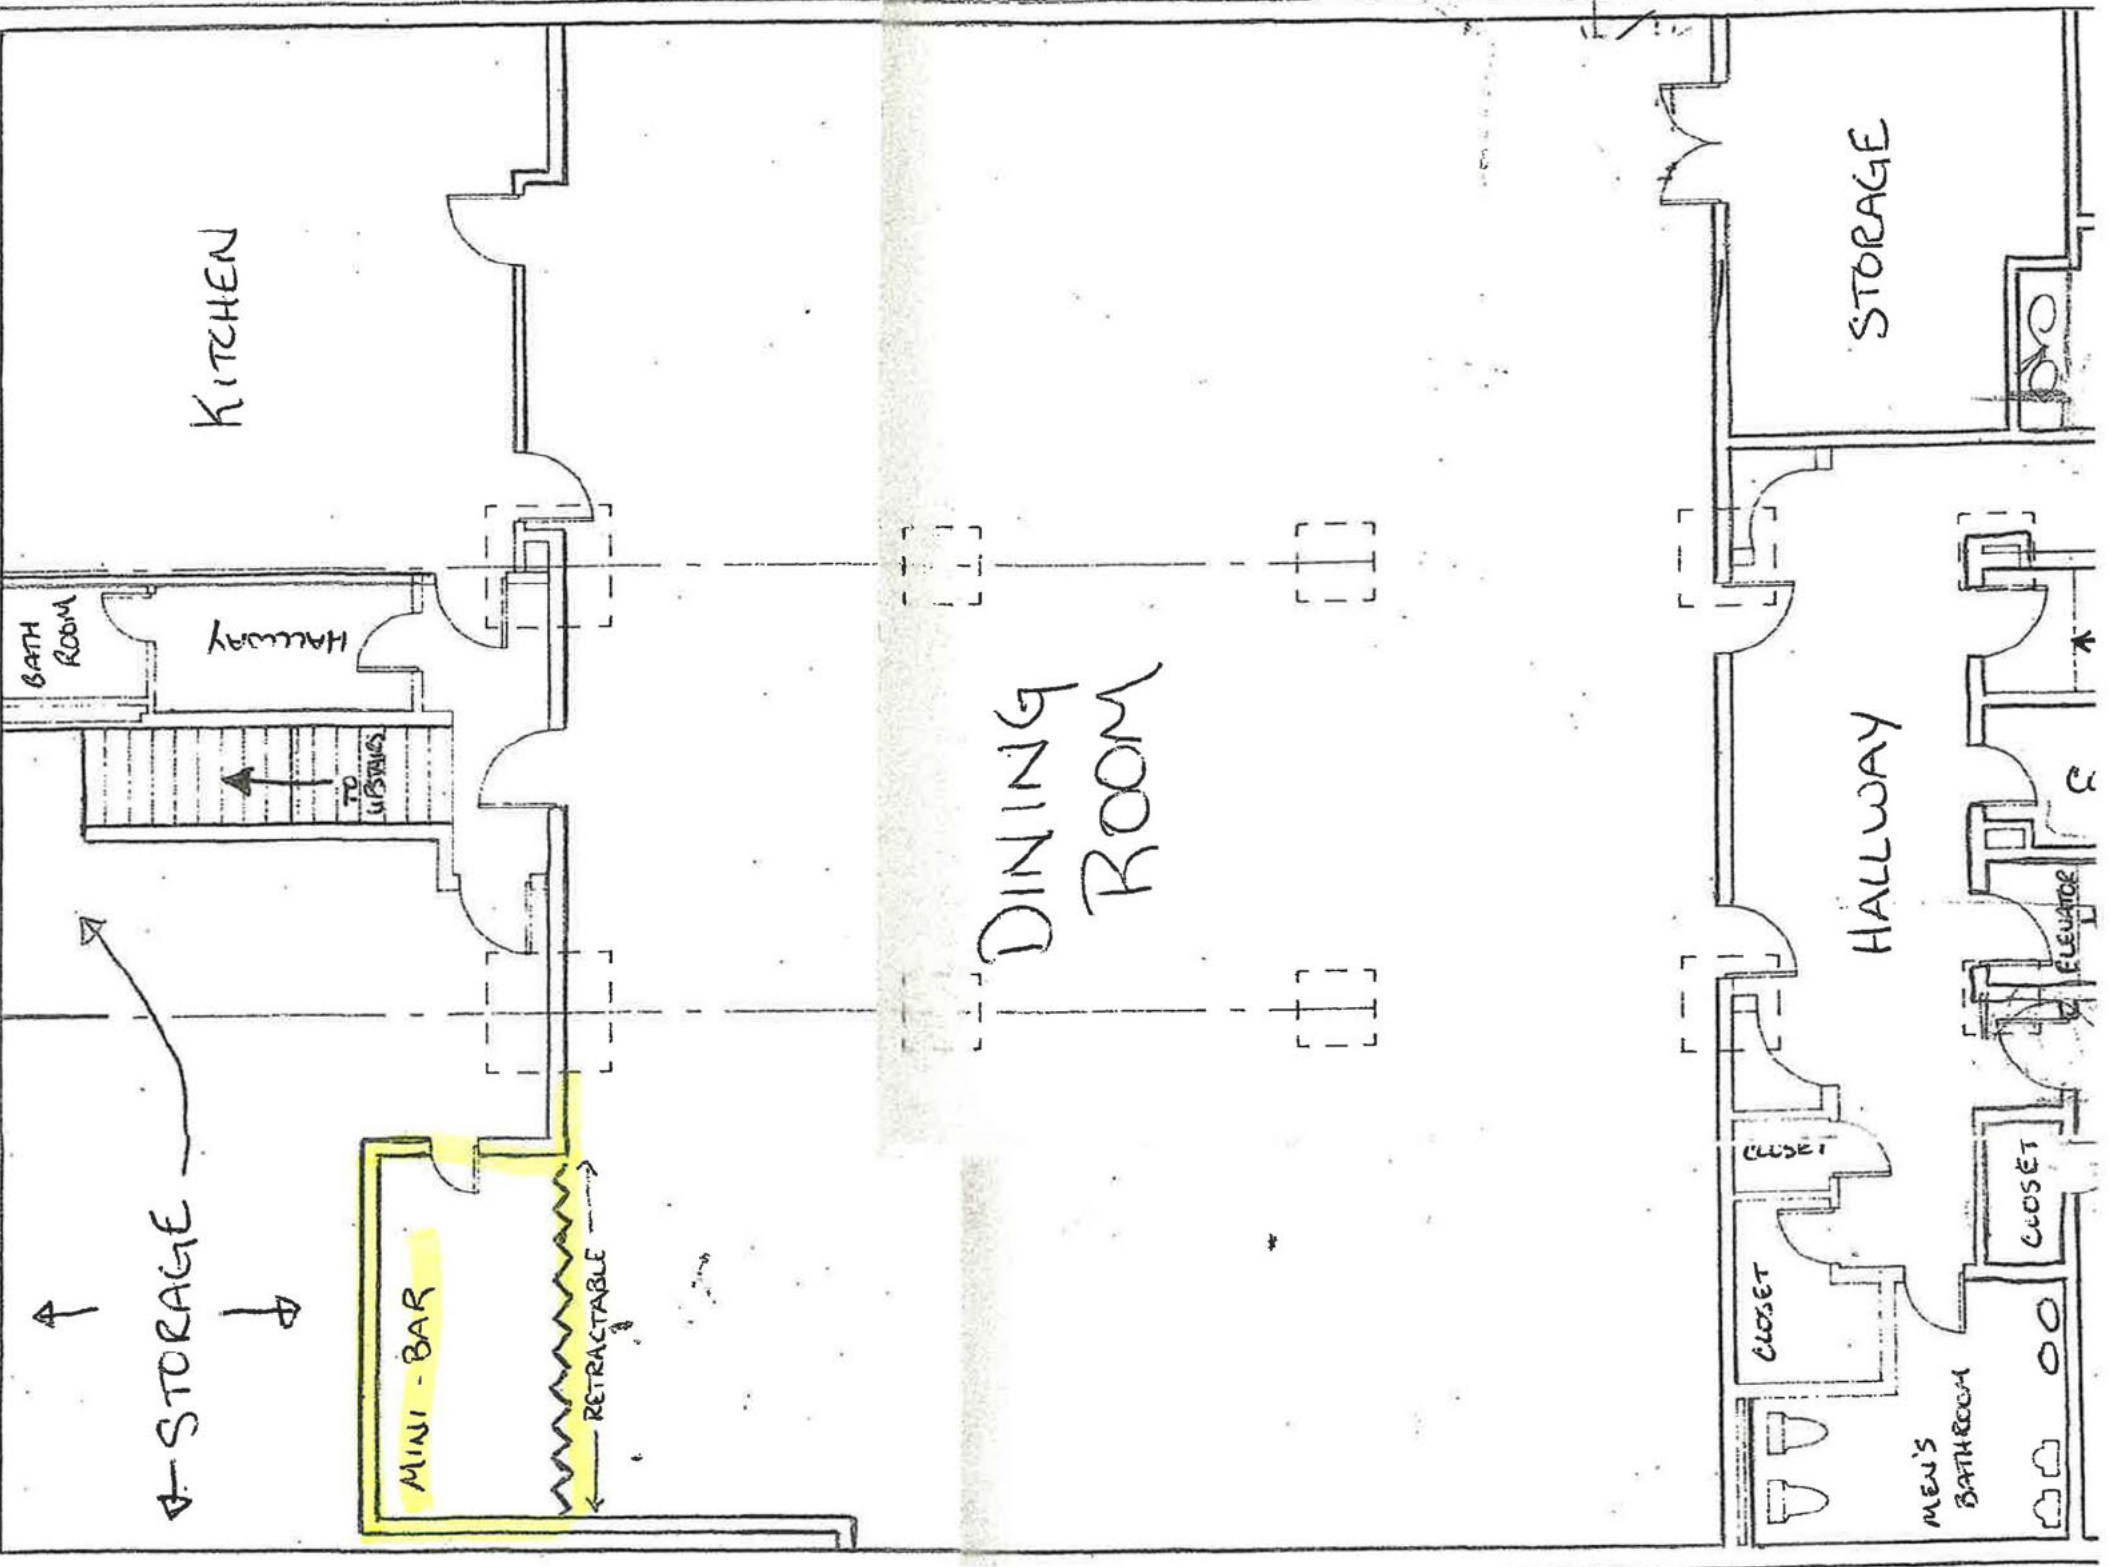 KITCHEN
STORAGE
BATH
ROOM
HALLWAY
TO
UPSTAIRS
DINING
ROOM
HALLWAY
ELEVATOR
STORAGE
MINI - BAR
RETRACTABLE
CLOSET
CLOSET
CLOSET
MEN'S
BATHROOM